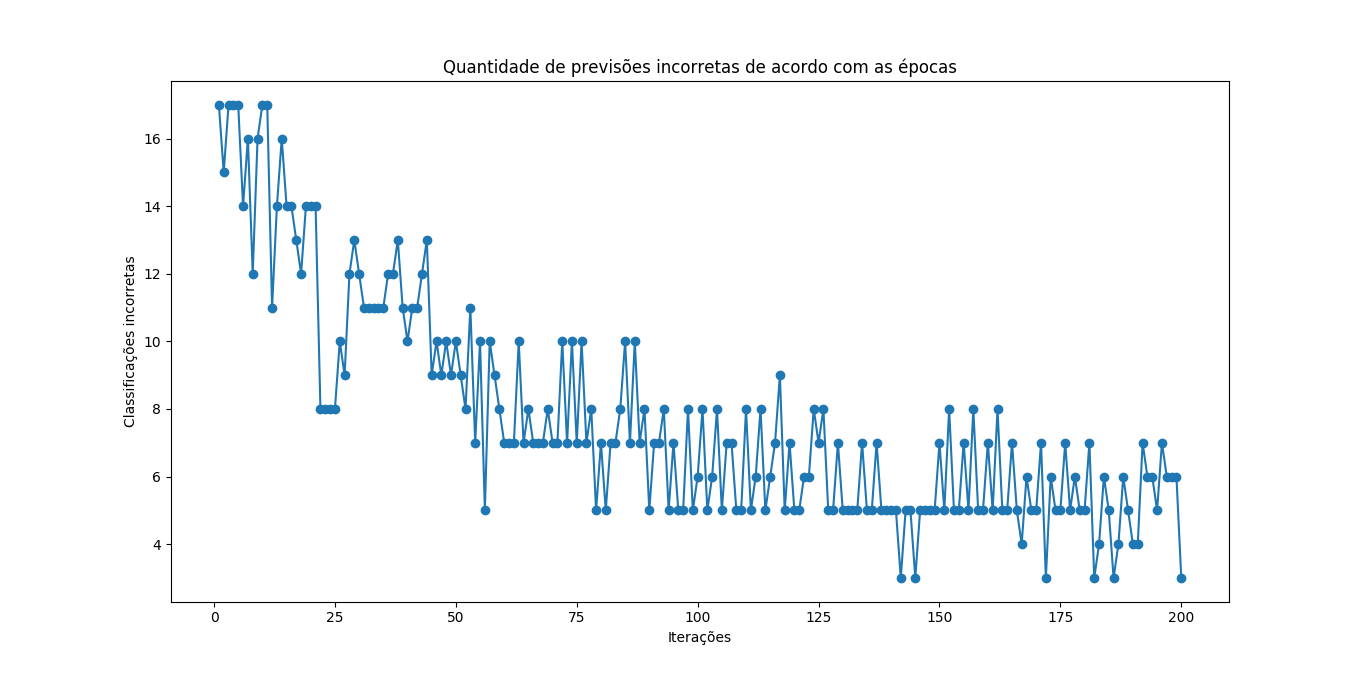 Quantidade de previsões incorretas de acordo com as épocas
Classificações incorretas
16
14
12
10
8
6
4
0 25 50 75 100 125 150 175 200
Iterações